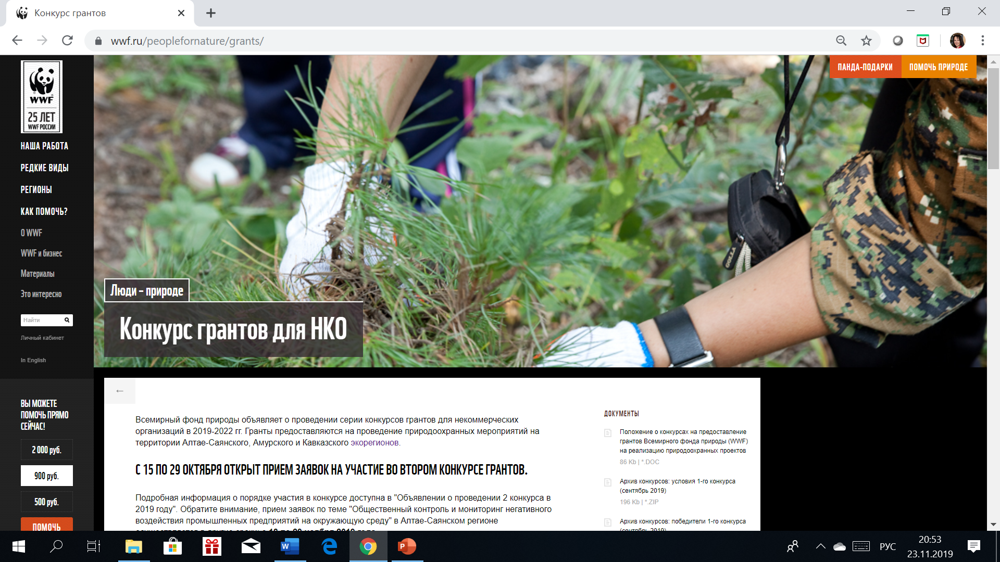 Конкурс грантов
wwf.ru/peoplefornature/grants/
WWF
25 ЛЕТ
WWF РОССИИ
НАША РАБОТА
РЕДКИЕ ВИДЫ
РЕГИОНЫ
КАК ПОМОЧЬ?
О WWF
WWF и бизнес
Материалы
Это интересно
Найти
Личный кабинет
In English
ВЫ МОЖЕТЕ
ПОМОЧЬ ПРЯМО
СЕЙЧАС!
2 000 руб.
900 руб.
500 руб.
ПОМОЧЬ
ПАНДА-ПОДАРКИ
ПОМОЧЬ ПРИРОДЕ
GOLLA
Люди – природе
Конкурс грантов для НКО
←
Всемирный фонд природы объявляет о проведении серии конкурсов грантов для некоммерческих
организаций в 2019-2022 гг. Гранты предоставляются на проведение природоохранных мероприятий на
территории Алтае-Саянского, Амурского и Кавказского экорегионов.
С 15 ПО 29 ОКТЯБРЯ ОТКРЫТ ПРИЕМ ЗАЯВОК НА УЧАСТИЕ ВО ВТОРОМ КОНКУРСЕ ГРАНТОВ.
Подробная информация о порядке участия в конкурсе доступна в "Объявлении о проведении 2 конкурса в
2019 году". Обратите внимание, прием заявок по теме "Общественный контроль и мониторинг негативного
воздействия промышленных предприятий на окружающую среду" в Алтае-Саянском регионе
ДОКУМЕНТЫ
Положение о конкурсах на предоставление
грантов Всемирного фонда природы (WWF)
на реализацию природоохранных проектов
86 Kb | *.DOC
Архив конкурсов: условия 1-го конкурса
(сентябрь 2019)
196 Kb | *.ZIP
Архив конкурсов: победители 1-го конкурса
(сентябрь 2019)
РУС
20:53
23.11.2019